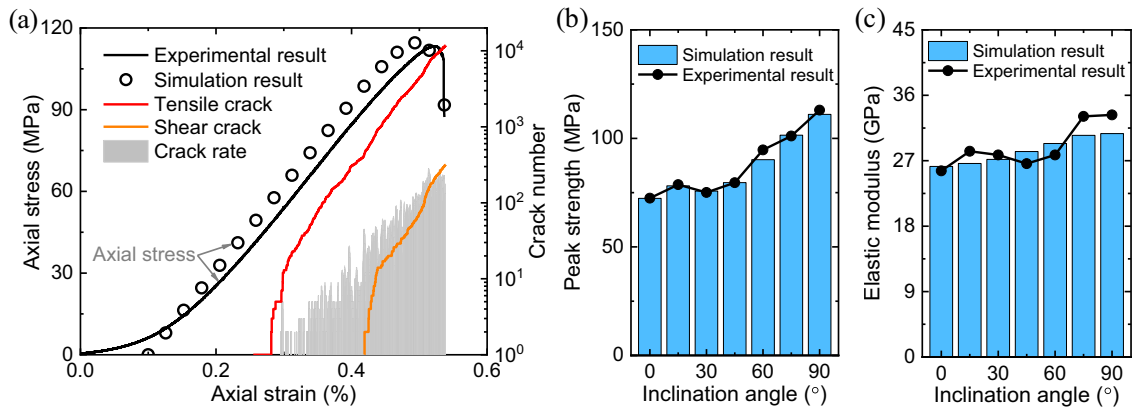 (a)
120
90
60
30
0
Axial stress (MPa)
Experimental result
Simulation result
Tensile crack
Shear crack
Crack rate
Axial stress
10⁴
10³
10²
10¹
10⁰
Crack number
0.0 0.2 0.4 0.6
Axial strain (%)
(b)
150
100
50
0
Peak strength (MPa)
Simulation result
Experimental result
0 30 60 90
Inclination angle (°)
(c)
45
36
27
18
9
0
Elastic modulus (GPa)
Simulation result
Experimental result
0 30 60 90
Inclination angle (°)